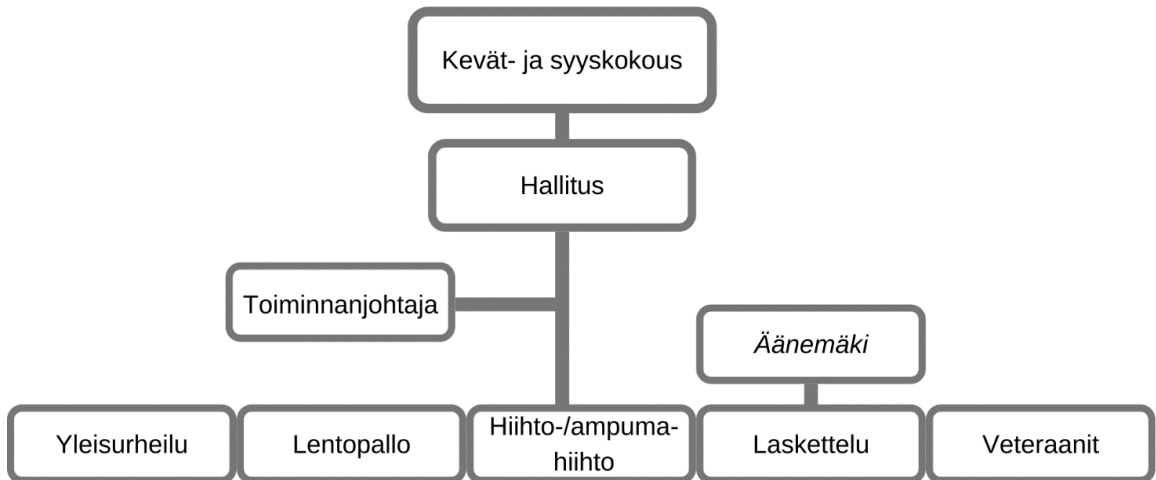 Kevät- ja syyskokous
Hallitus
Toiminnanjohtaja
Äänemäki
Yleisurheilu
Lentopallo
Hiihto-/ampuma-
hiihto
Laskettelu
Veteraanit